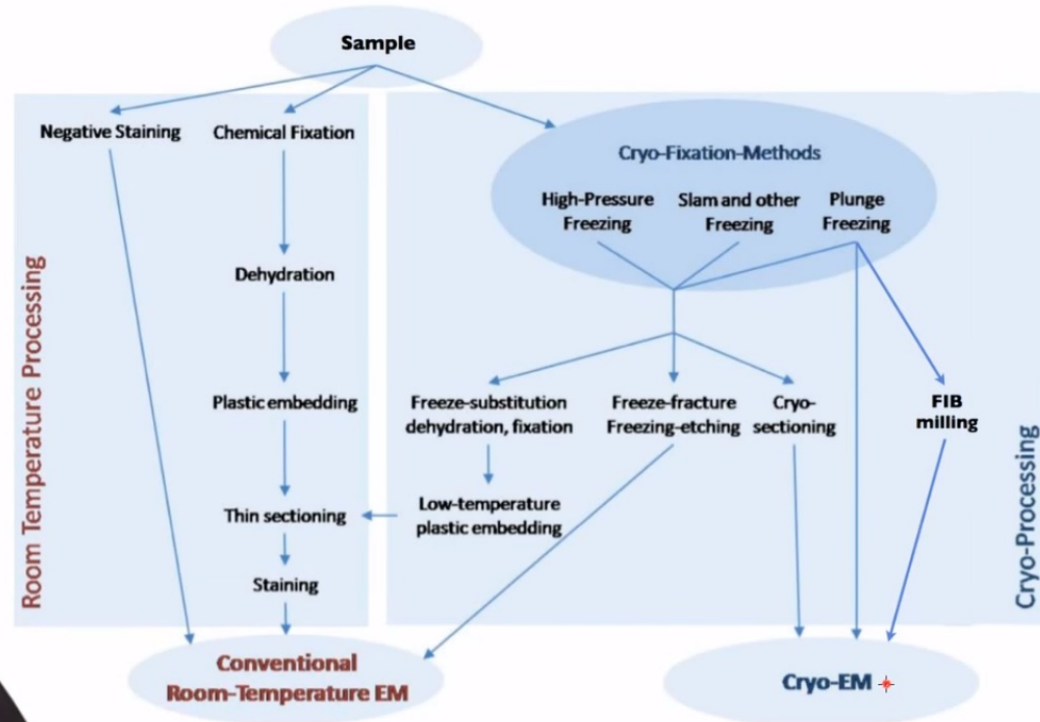 Sample
Negative Staining
Chemical Fixation
Cryo-Fixation-Methods
High-Pressure
Freezing
Slam and other
Freezing
Plunge
Freezing
Dehydration
Plastic embedding
Freeze-substitution
dehydration, fixation
Freeze-fracture
Freezing-etching
Cryo-
sectioning
FIB
milling
Thin sectioning
Low-temperature
plastic embedding
Staining
Room Temperature Processing
Cryo-Processing
Conventional
Room-Temperature EM
Cryo-EM